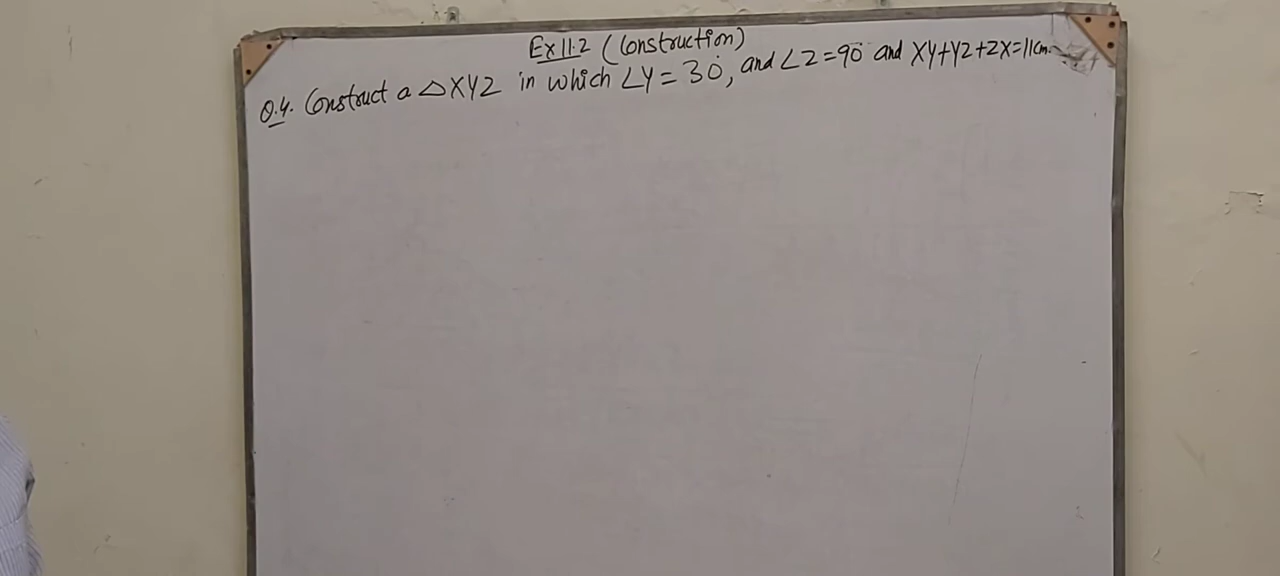 Ex 11.2 (Construction)
Q.4. Construct a △XYZ in which ∠Y = 30°, and ∠Z = 90° and XY+YZ+ZX = 11cm.